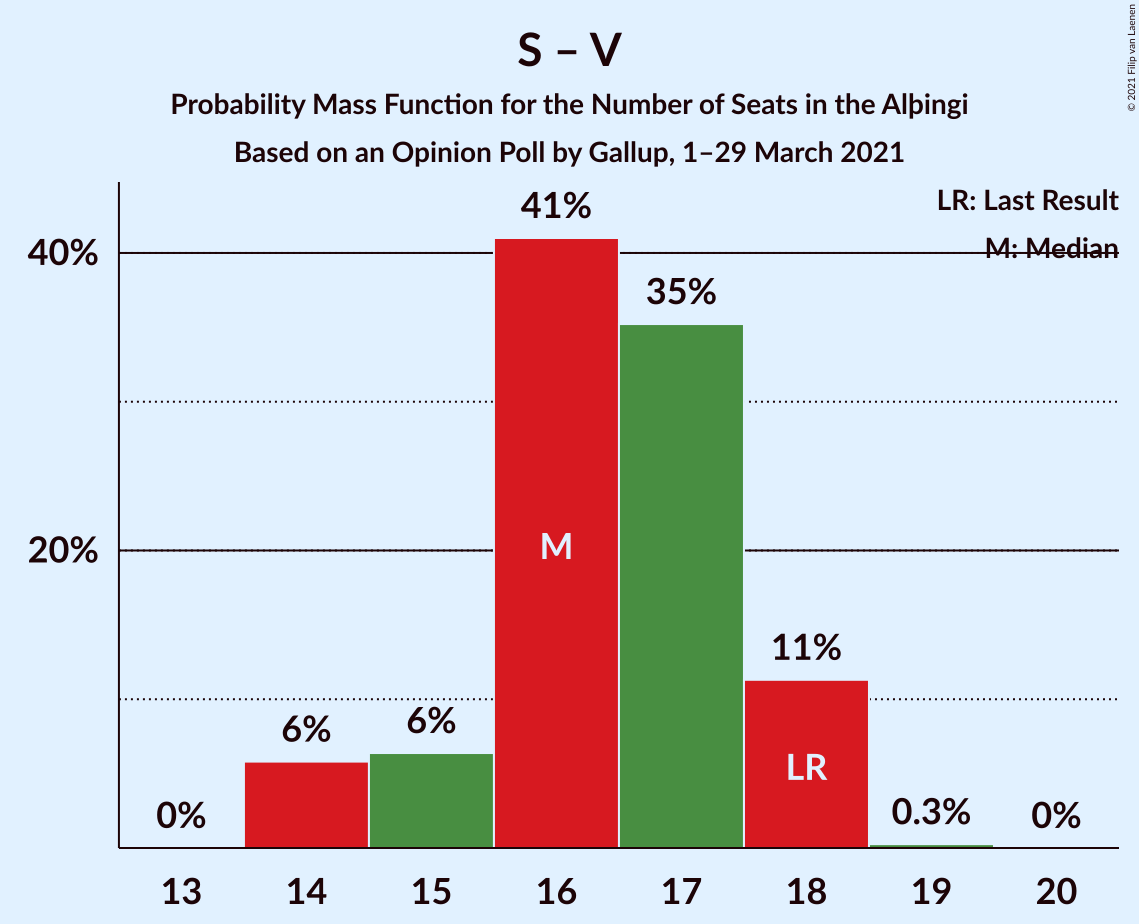 S – V
Probability Mass Function for the Number of Seats in the Alþingi
Based on an Opinion Poll by Gallup, 1–29 March 2021
© 2021 Filip van Laenen
LR: Last Result
M: Median
40%
20%
0%
6%
6%
41%
35%
11%
0.3%
0%
M
LR
13 14 15 16 17 18 19 20